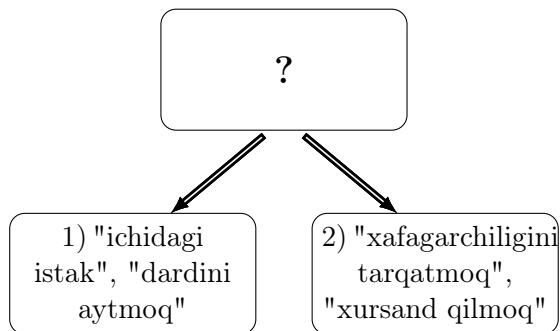 ?
1) "ichidagi
istak", "dardini
aytmoq"
2) "xafagarchiligini
tarqatmoq",
"xursand qilmoq"